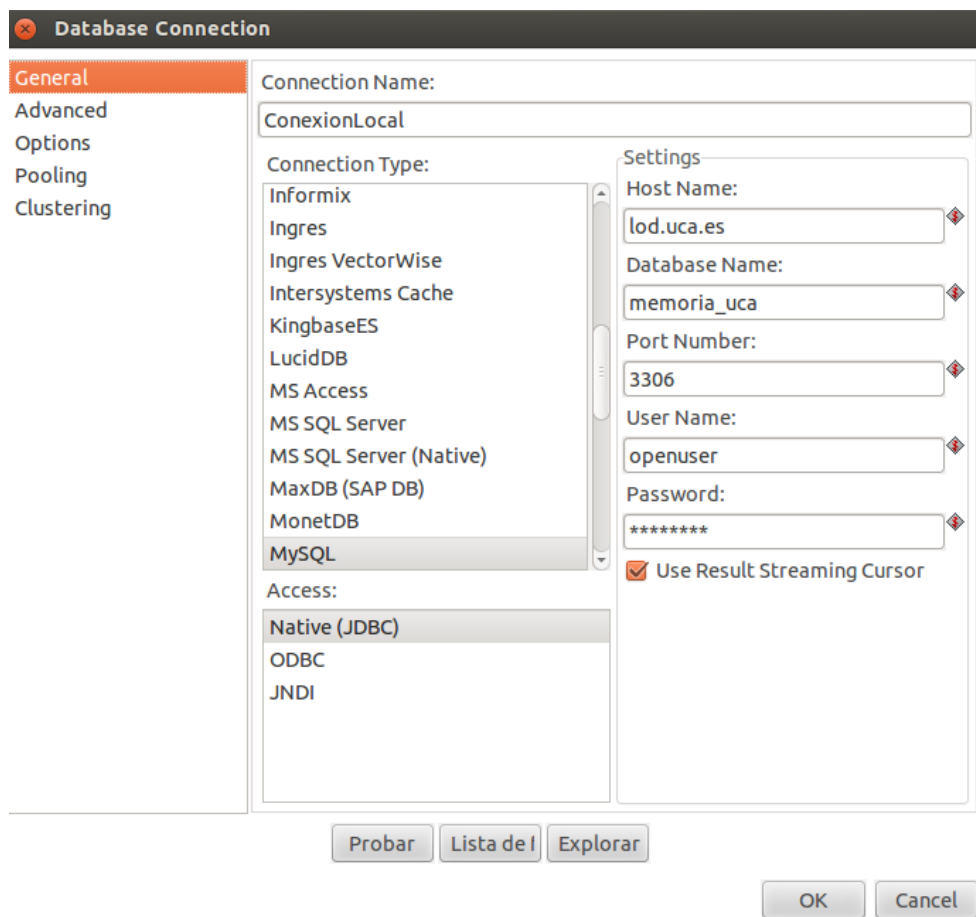 Database Connection
General
Advanced
Options
Pooling
Clustering
Connection Name:
ConexionLocal
Connection Type:
Informix
Ingres
Ingres VectorWise
Intersystems Cache
KingbaseES
LucidDB
MS Access
MS SQL Server
MS SQL Server (Native)
MaxDB (SAP DB)
MonetDB
MySQL
Access:
Native (JDBC)
ODBC
JNDI
Settings
Host Name:
lod.uca.es
Database Name:
memoria_uca
Port Number:
3306
User Name:
openuser
Password:
********
Use Result Streaming Cursor
Probar
Lista de
Explorar
OK
Cancel